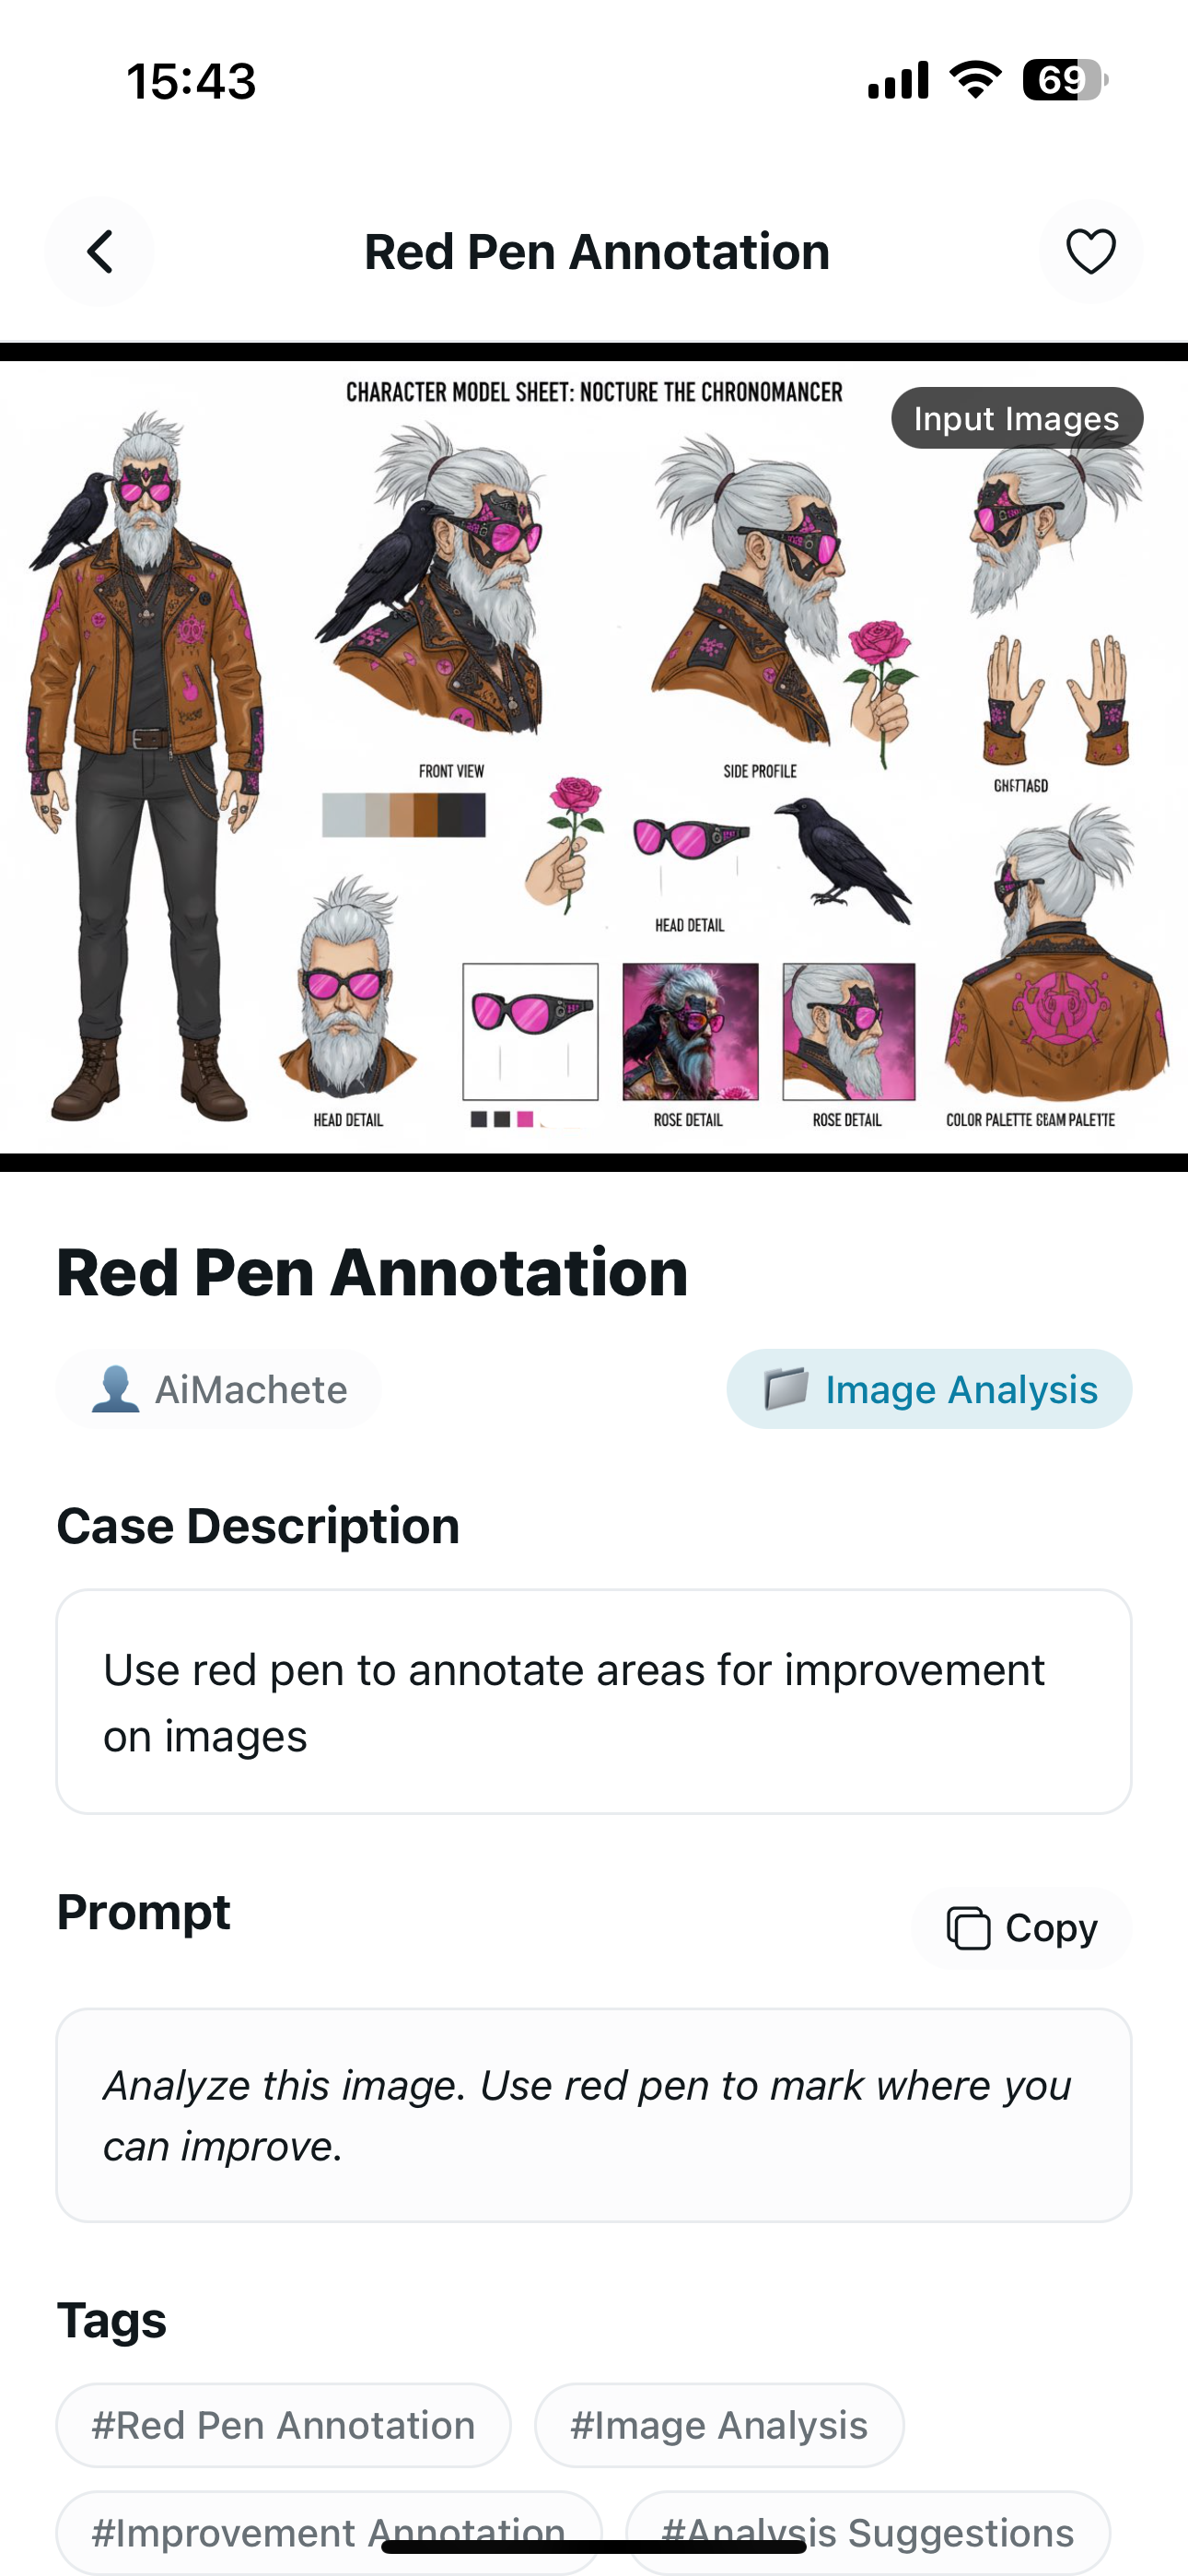 15:43
69
Red Pen Annotation
CHARACTER MODEL SHEET: NOCTURE THE CHRONOMANCER
Input Images
FRONT VIEW
SIDE PROFILE
HEAD DETAIL
HEAD DETAIL
ROSE DETAIL
ROSE DETAIL
COLOR PALETTE PALETTE
Red Pen Annotation
AiMachete
Image Analysis
Case Description
Use red pen to annotate areas for improvement
on images
Prompt
Copy
Analyze this image. Use red pen to mark where you
can improve.
Tags
#Red Pen Annotation
#Image Analysis
#Improvement Annotation
#Analysis Suggestions